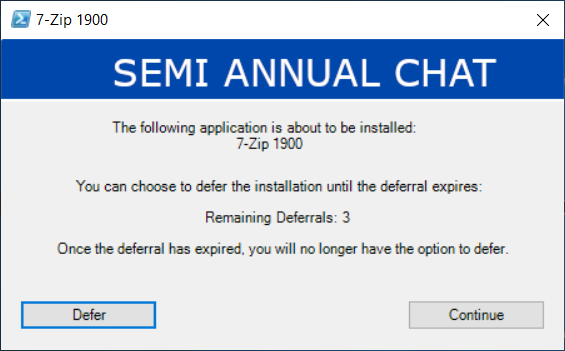 7-Zip 1900
SEMI ANNUAL CHAT
The following application is about to be installed:
7-Zip 1900
You can choose to defer the installation until the deferral expires:
Remaining Deferrals: 3
Once the deferral has expired, you will no longer have the option to defer.
Defer
Continue